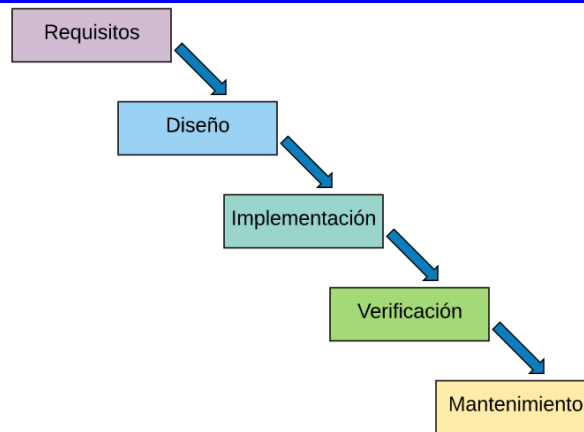 Requisitos
Diseño
Implementación
Verificación
Mantenimiento